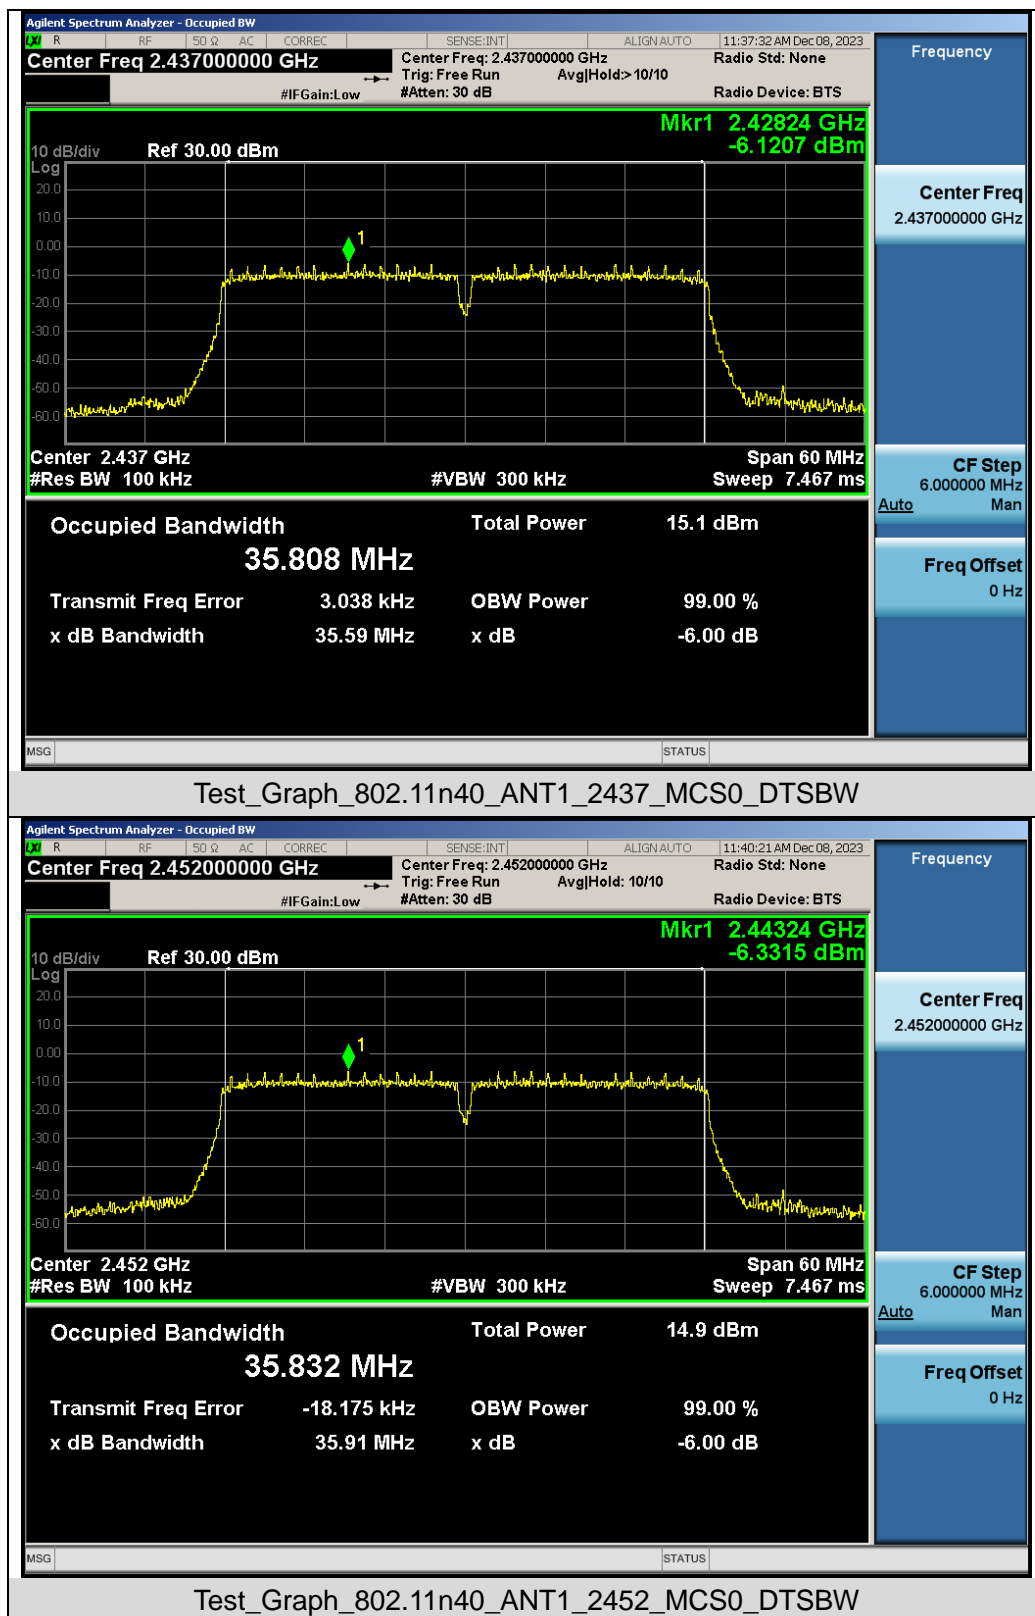 Agilent Spectrum Analyzer - Occupied BW
LXI R RF 50 Ω AC CORREC SENSE:INT ALIGN AUTO 11:37:32 AM Dec 08, 2023
Center Freq 2.437000000 GHz
Center Freq: 2.437000000 GHz
Radio Std: None
Trig: Free Run Avg|Hold:> 10/10
#IFGain:Low
#Atten: 30 dB
Radio Device: BTS
Frequency
Mkr1 2.42824 GHz
-6.1207 dBm
10 dB/div Ref 30.00 dBm
Log
20.0
10.0
0.00
-10.0
-20.0
-30.0
-40.0
-50.0
-60.0
1
Center Freq
2.437000000 GHz
Center 2.437 GHz Span 60 MHz
#Res BW 100 kHz #VBW 300 kHz Sweep 7.467 ms
CF Step
6.000000 MHz
Auto Man
Occupied Bandwidth Total Power 15.1 dBm
35.808 MHz
Freq Offset
0 Hz
Transmit Freq Error 3.038 kHz OBW Power 99.00 %
x dB Bandwidth 35.59 MHz x dB -6.00 dB
MSG STATUS
Test_Graph_802.11n40_ANT1_2437_MCS0_DTSBW
Agilent Spectrum Analyzer - Occupied BW
LXI R RF 50 Ω AC CORREC SENSE:INT ALIGN AUTO 11:40:21 AM Dec 08, 2023
Center Freq 2.452000000 GHz
Center Freq: 2.452000000 GHz
Radio Std: None
Trig: Free Run Avg|Hold: 10/10
#IFGain:Low
#Atten: 30 dB
Radio Device: BTS
Frequency
Mkr1 2.44324 GHz
-6.3315 dBm
10 dB/div Ref 30.00 dBm
Log
20.0
10.0
0.00
-10.0
-20.0
-30.0
-40.0
-50.0
-60.0
1
Center Freq
2.452000000 GHz
Center 2.452 GHz Span 60 MHz
#Res BW 100 kHz #VBW 300 kHz Sweep 7.467 ms
CF Step
6.000000 MHz
Auto Man
Occupied Bandwidth Total Power 14.9 dBm
35.832 MHz
Freq Offset
0 Hz
Transmit Freq Error -18.175 kHz OBW Power 99.00 %
x dB Bandwidth 35.91 MHz x dB -6.00 dB
MSG STATUS
Test_Graph_802.11n40_ANT1_2452_MCS0_DTSBW